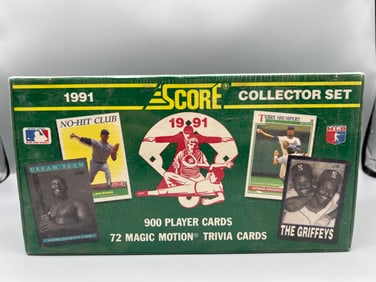 1991
SCORE
COLLECTOR SET
NO-HIT CLUB
1991
TERRY SHUMPERT
DREAM TEAM
THE GRIFFEYS
900 PLAYER CARDS
72 MAGIC MOTION® TRIVIA CARDS